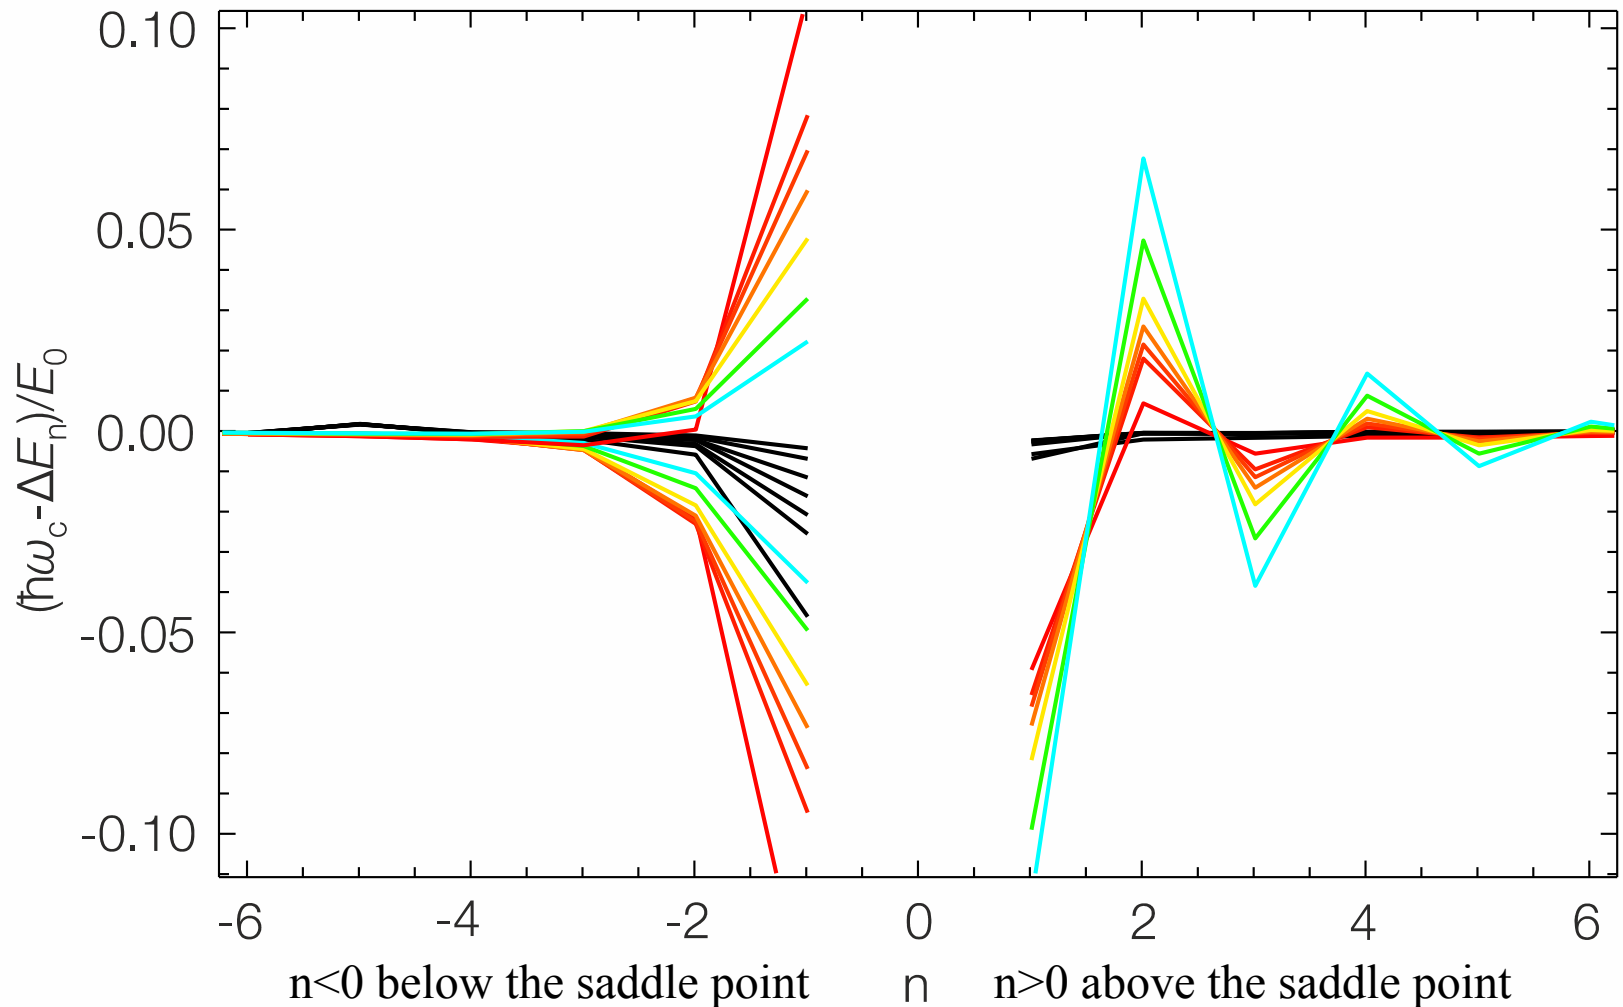 0.10
0.05
0.00
-0.05
-0.10
(ħω_c-ΔE_n)/E_0
-6 -4 -2 0 2 4 6
n<0 below the saddle point n n>0 above the saddle point